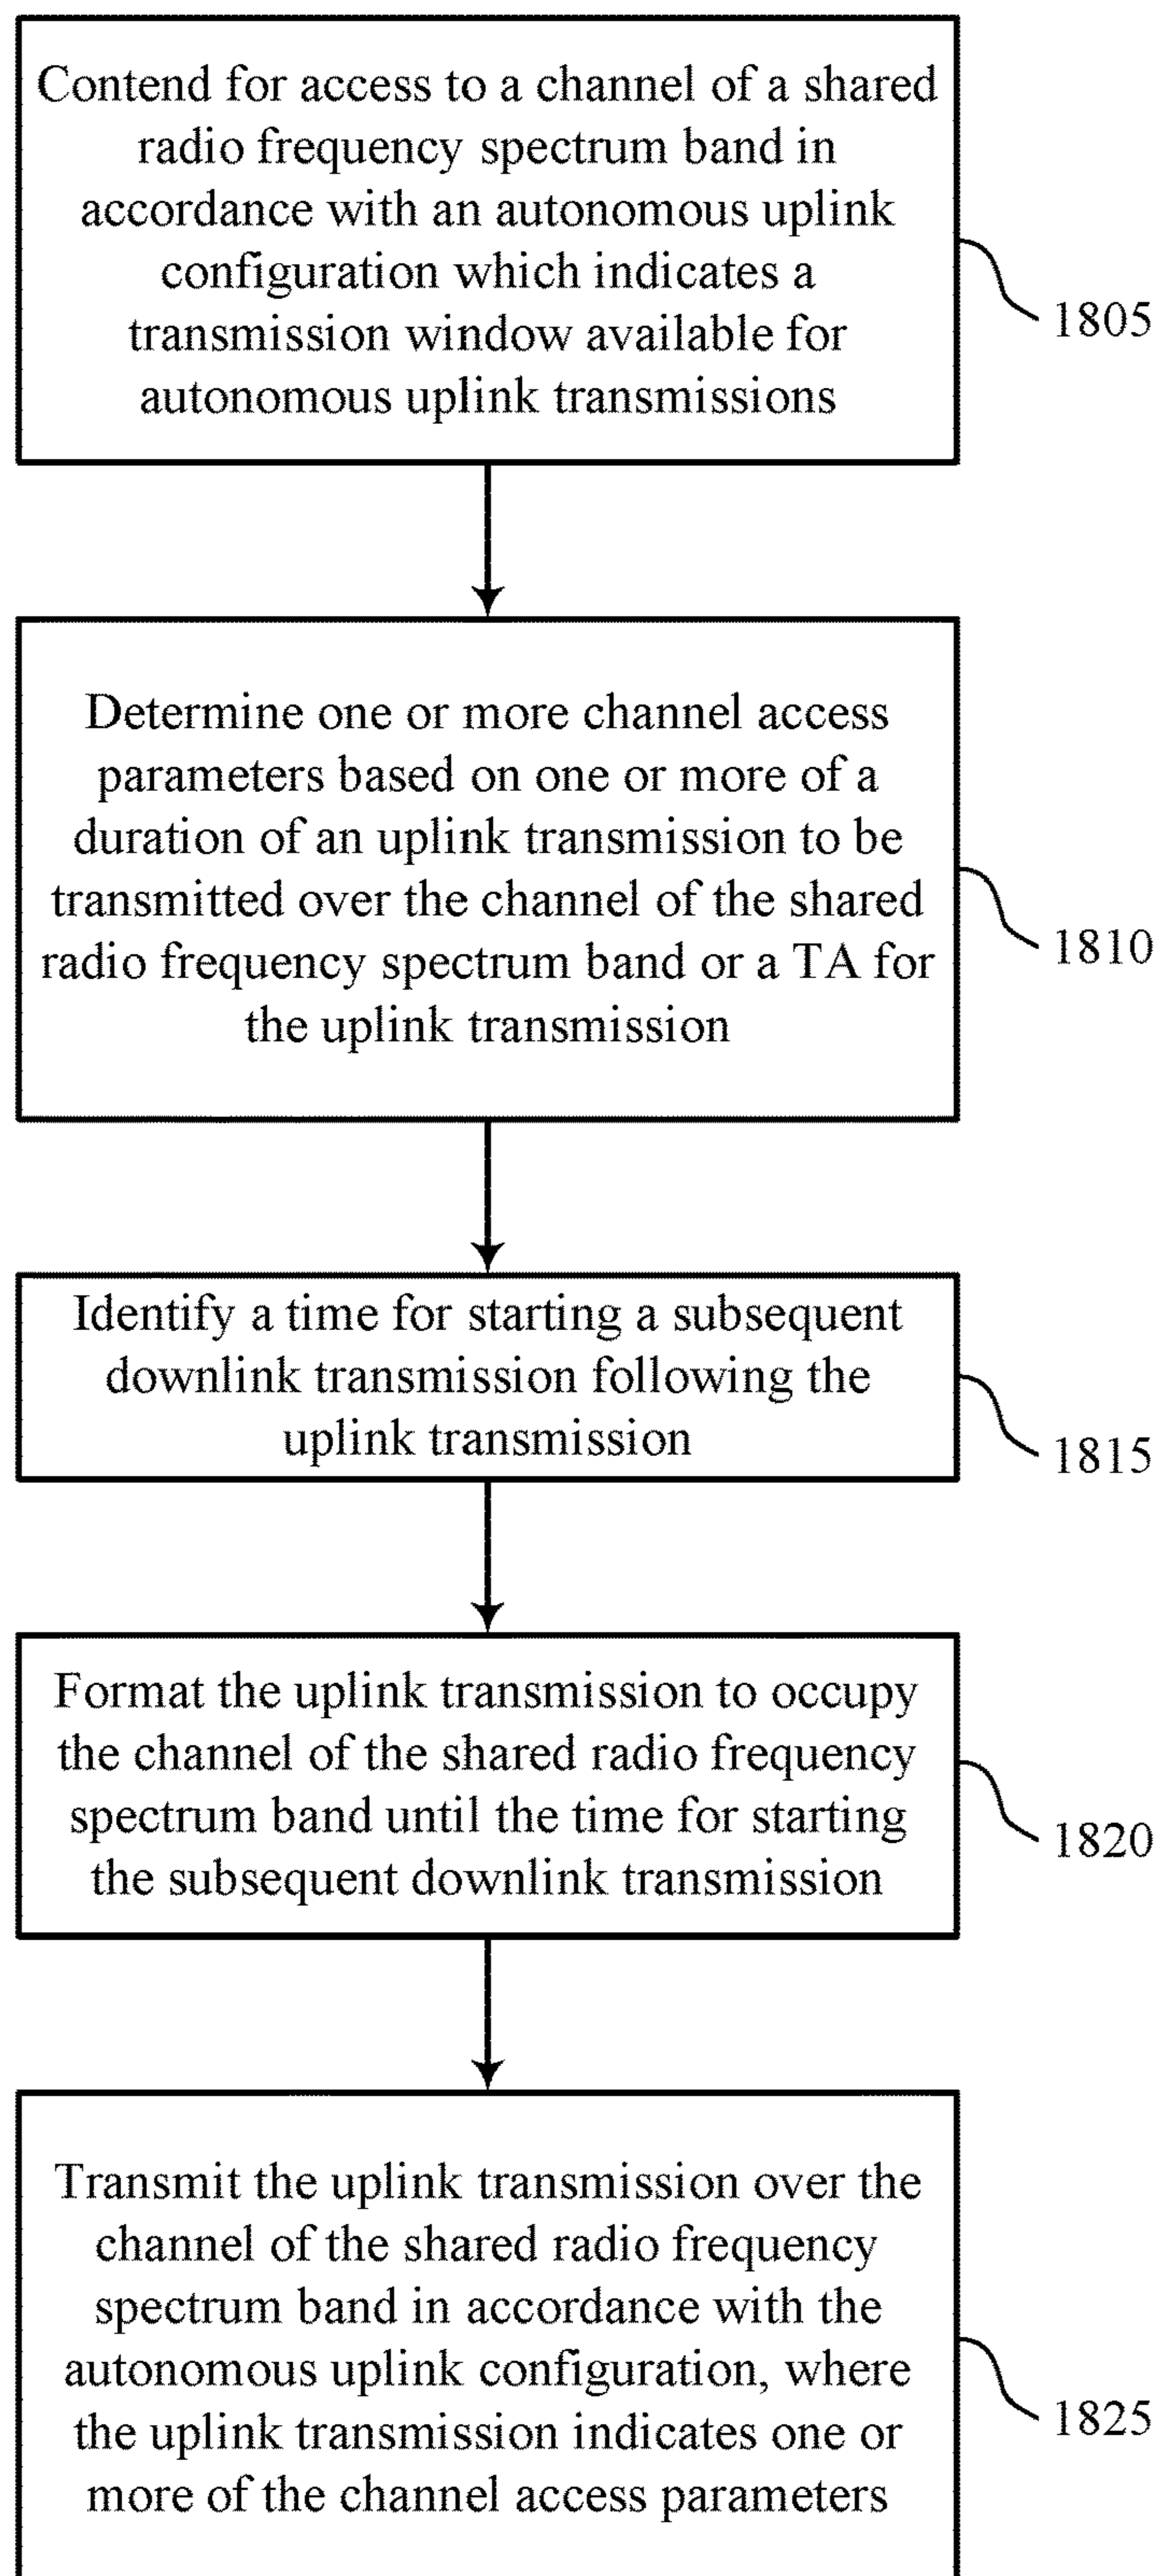 Contend for access to a channel of a shared
radio frequency spectrum band in
accordance with an autonomous uplink
configuration which indicates a
transmission window available for
autonomous uplink transmissions
1805
Determine one or more channel access
parameters based on one or more of a
duration of an uplink transmission to be
transmitted over the channel of the shared
radio frequency spectrum band or a TA for
the uplink transmission
1810
Identify a time for starting a subsequent
downlink transmission following the
uplink transmission
1815
Format the uplink transmission to occupy
the channel of the shared radio frequency
spectrum band until the time for starting
the subsequent downlink transmission
1820
Transmit the uplink transmission over the
channel of the shared radio frequency
spectrum band in accordance with the
autonomous uplink configuration, where
the uplink transmission indicates one or
more of the channel access parameters
1825